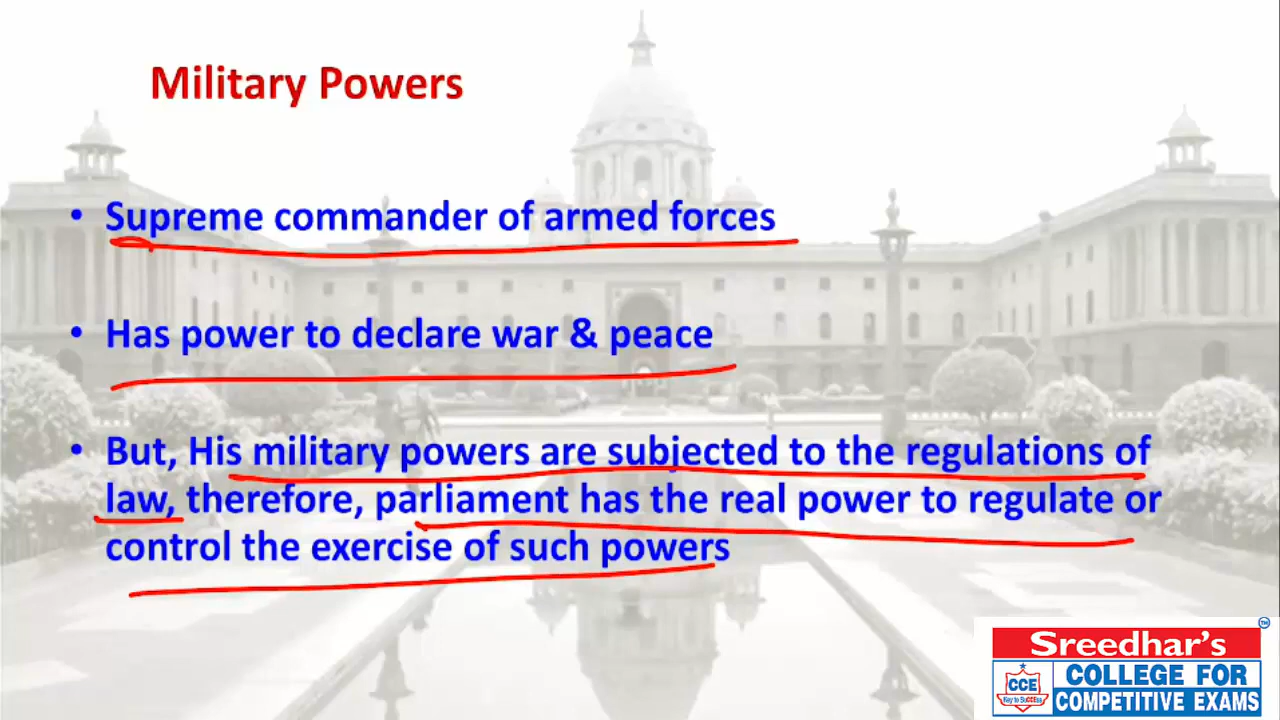 Military Powers
• Supreme commander of armed forces
• Has power to declare war & peace
• But, His military powers are subjected to the regulations of
law, therefore, parliament has the real power to regulate or
control the exercise of such powers
Sreedhar's
TM
CCE
Key to SuCCEss
COLLEGE FOR
COMPETITIVE EXAMS